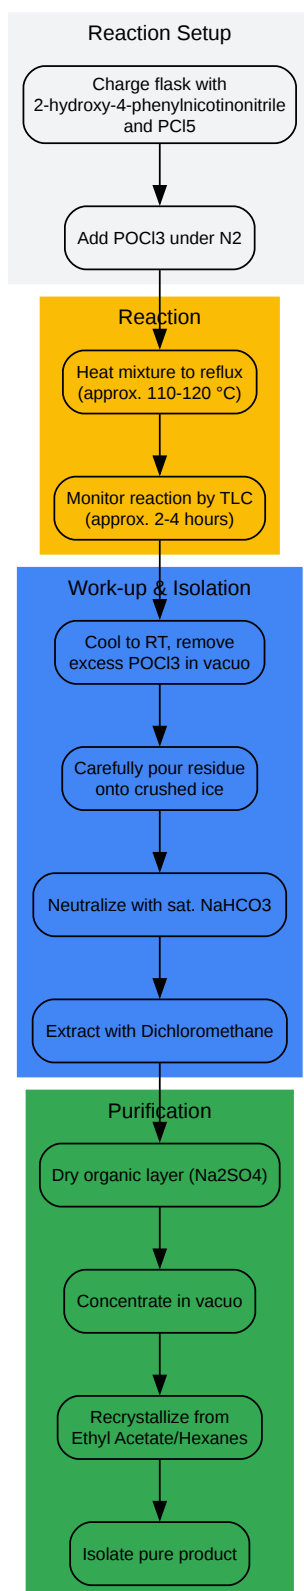 Reaction Setup
Charge flask with
2-hydroxy-4-phenylnicotinonitrile
and PCl5
Add POCl3 under N2
Reaction
Heat mixture to reflux
(approx. 110-120 °C)
Monitor reaction by TLC
(approx. 2-4 hours)
Work-up & Isolation
Cool to RT, remove
excess POCl3 in vacuo
Carefully pour residue
onto crushed ice
Neutralize with sat. NaHCO3
Extract with Dichloromethane
Purification
Dry organic layer (Na2SO4)
Concentrate in vacuo
Recrystallize from
Ethyl Acetate/Hexanes
Isolate pure product